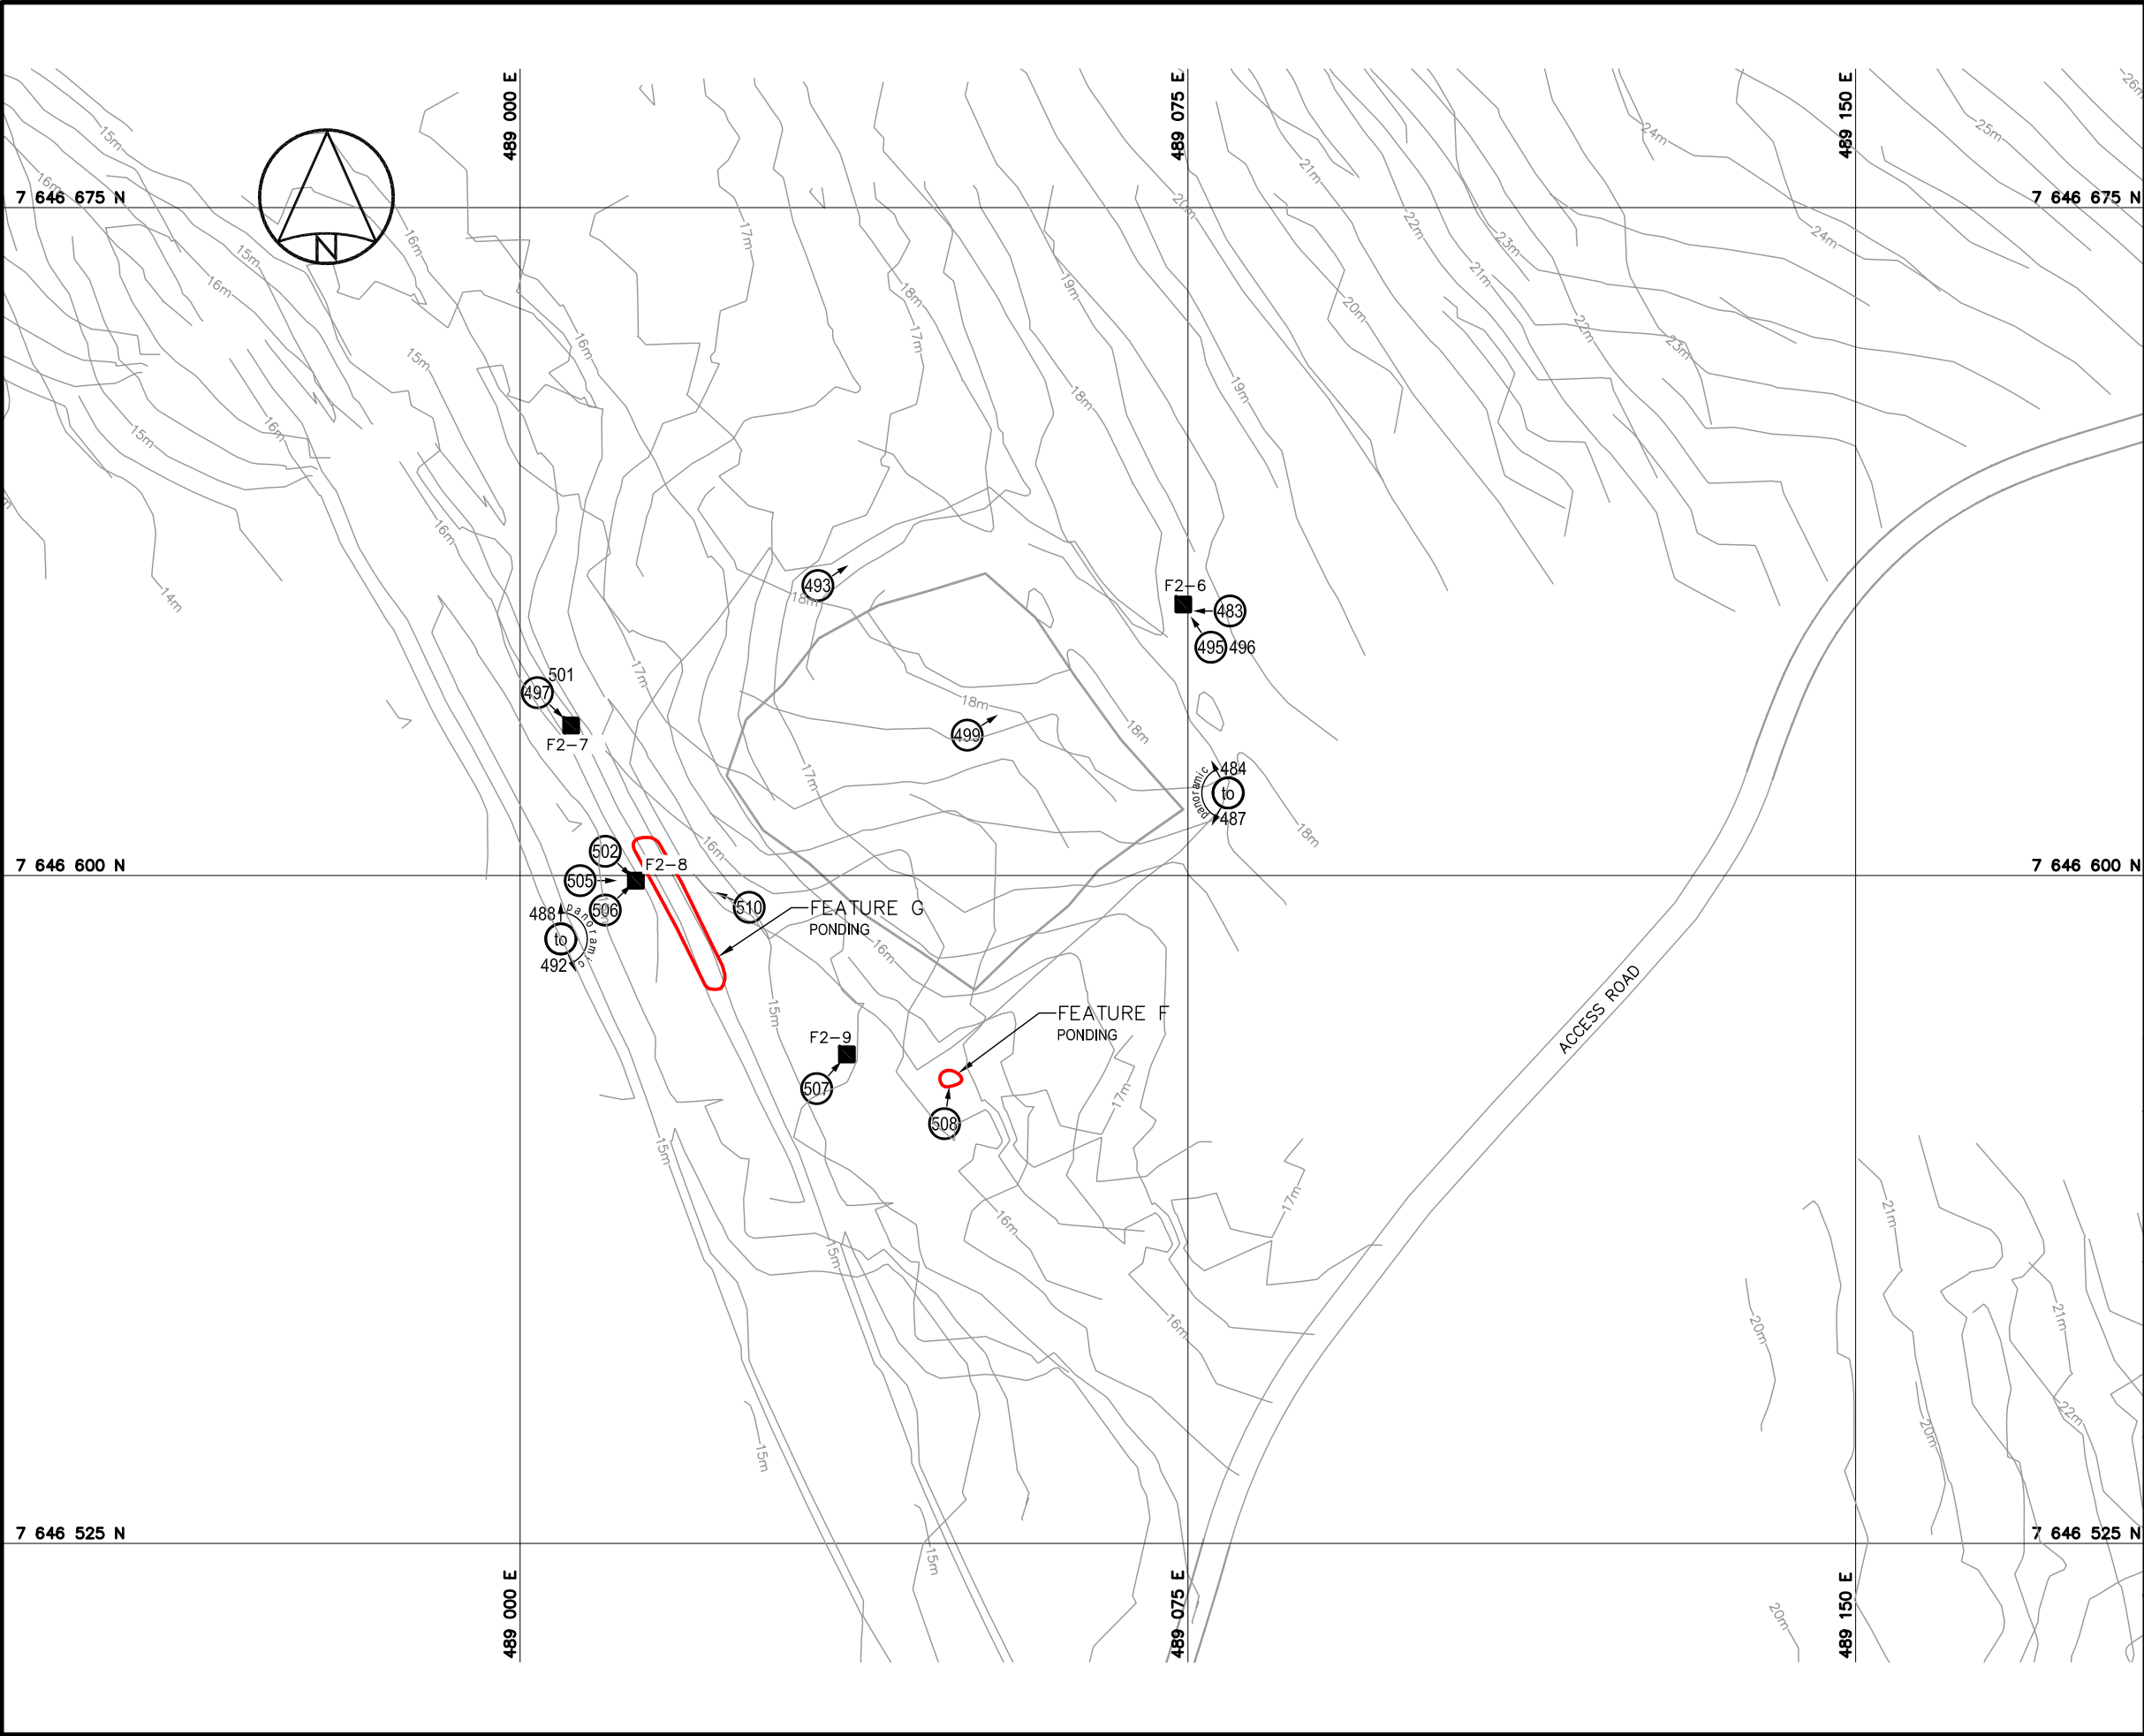 489 000 E
489 075 E
489 150 E
26m
15m
24m
25m
16m
21m
20m
7 646 675 N
7 646 675 N
22m
17m
24m
16m
23m
15m
N
21m
16m
19m
18m
20m
22m
16m
17m
15m
23m
18m
19m
15m
16m
16m
14m
493
18m
F2-6
483
495 496
501
17m
497
18m
18m
F2-7
499
484
17m
panoramic
to
487
18m
16m
502
F2-8
7 646 600 N
7 646 600 N
505
506
510
FEATURE G
PONDING
488
panoramic
to
492
16m
ACCESS ROAD
15m
FEATURE F
PONDING
F2-9
507
17m
508
15m
17m
16m
21m
15m
16m
20m
21m
22m
20m
15m
7 646 525 N
7 646 525 N
15m
489 000 E
489 075 E
489 150 E
20m